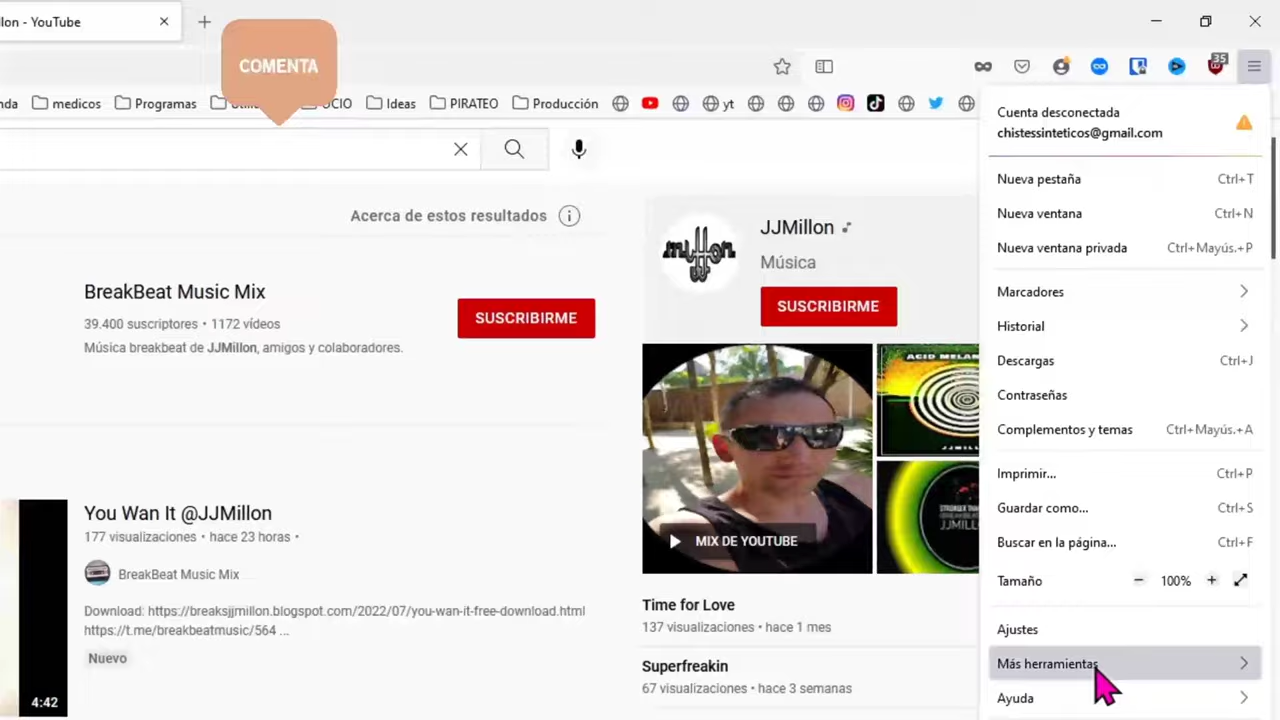 llon - YouTube
COMENTA
nda
medicos
Programas
OCIO
Ideas
PIRATEO
Producción
yt
35
Acerca de estos resultados
BreakBeat Music Mix
39.400 suscriptores • 1172 vídeos
Música breakbeat de JJMillon, amigos y colaboradores.
SUSCRIBIRME
You Wan It @JJMillon
177 visualizaciones • hace 23 horas •
BreakBeat Music Mix
Download: https://breaksjjmillon.blogspot.com/2022/07/you-wan-it-free-download.html
https://t.me/breakbeatmusic/564 ...
Nuevo
4:42
millon
JJMillon
Música
SUSCRIBIRME
MIX DE YOUTUBE
Time for Love
137 visualizaciones • hace 1 mes
Superfreakin
67 visualizaciones • hace 3 semanas
Cuenta desconectada
chistessinteticos@gmail.com
Nueva pestaña Ctrl+T
Nueva ventana Ctrl+N
Nueva ventana privada Ctrl+Mayús.+P
Marcadores
Historial
Descargas Ctrl+J
Contraseñas
Complementos y temas Ctrl+Mayús.+A
Imprimir... Ctrl+P
Guardar como... Ctrl+S
Buscar en la página... Ctrl+F
Tamaño 100%
Ajustes
Más herramientas
Ayuda